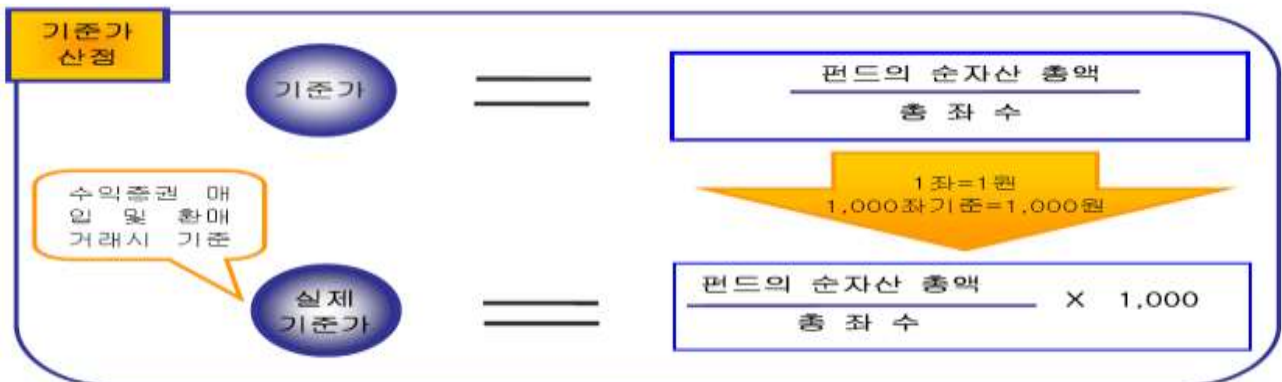 기준가
산정
기준가
펀드의 순자산 총액
총 좌 수
수익증권 매
입 및 환매
거래시 기준
1좌=1원
1,000좌기준=1,000원
실제
기준가
펀드의 순자산 총액
총 좌 수
× 1,000